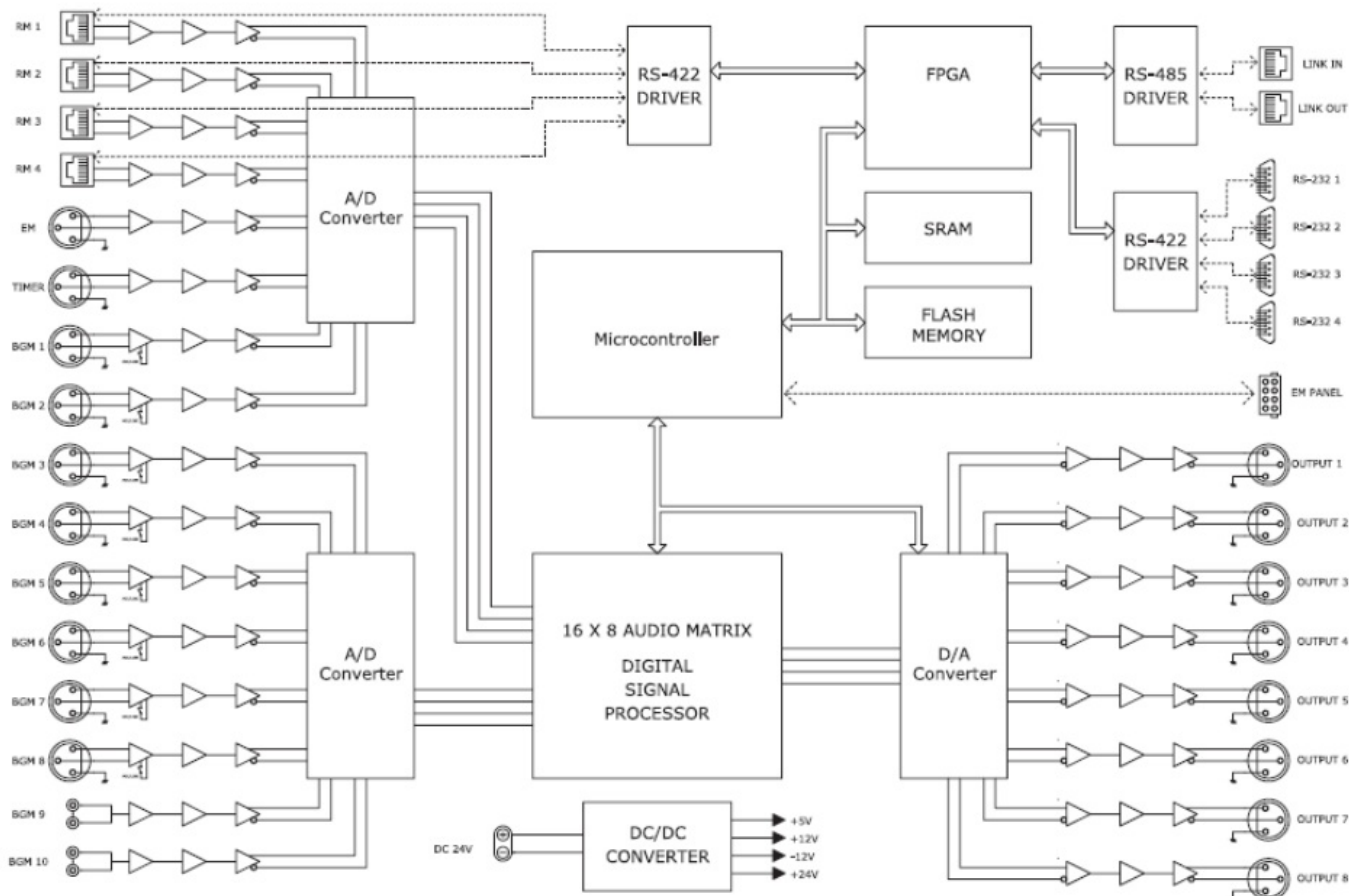 RM 1
RM 2
RM 3
RM 4
EM
TIMER
BGM 1
BGM 2
BGM 3
BGM 4
BGM 5
BGM 6
BGM 7
BGM 8
BGM 9
BGM 10
A/D
Converter
A/D
Converter
RS-422
DRIVER
FPGA
RS-485
DRIVER
LINK IN
LINK OUT
SRAM
RS-422
DRIVER
RS-232 1
RS-232 2
RS-232 3
RS-232 4
Microcontroller
FLASH
MEMORY
EM PANEL
16 X 8 AUDIO MATRIX
DIGITAL
SIGNAL
PROCESSOR
D/A
Converter
OUTPUT 1
OUTPUT 2
OUTPUT 3
OUTPUT 4
OUTPUT 5
OUTPUT 6
OUTPUT 7
OUTPUT 8
DC 24V
DC/DC
CONVERTER
+5V
+12V
-12V
+24V